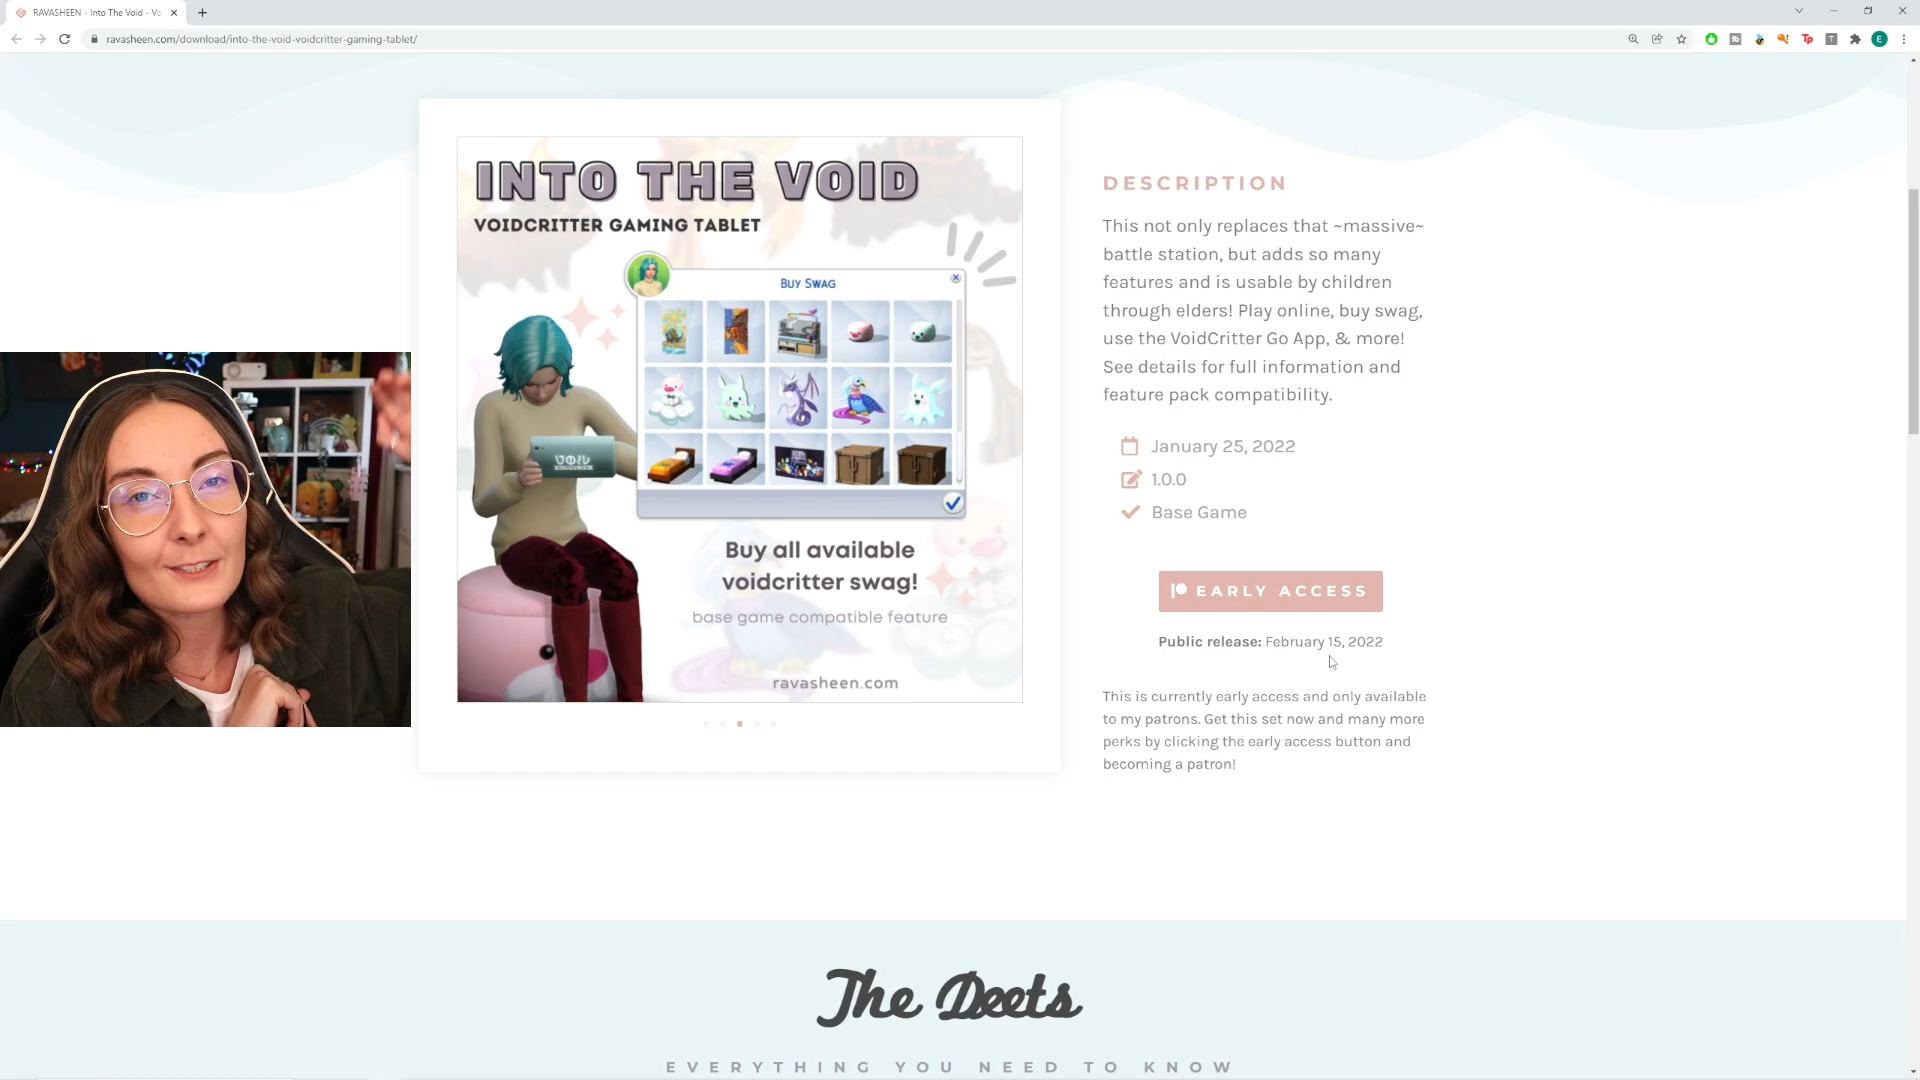 RAVASHEEN - Into The Void - Vo
ravasheen.com/download/into-the-void-voidcritter-gaming-tablet/
INTO THE VOID
VOIDCRITTER GAMING TABLET
Buy Swag
Buy all available
voidcritter swag!
base game compatible feature
ravasheen.com
DESCRIPTION
This not only replaces that ~massive~
battle station, but adds so many
features and is usable by children
through elders! Play online, buy swag,
use the VoidCritter Go App, & more!
See details for full information and
feature pack compatibility.
January 25, 2022
1.0.0
Base Game
EARLY ACCESS
Public release: February 15, 2022
This is currently early access and only available
to my patrons. Get this set now and many more
perks by clicking the early access button and
becoming a patron!
The Deets
EVERYTHING YOU NEED TO KNOW